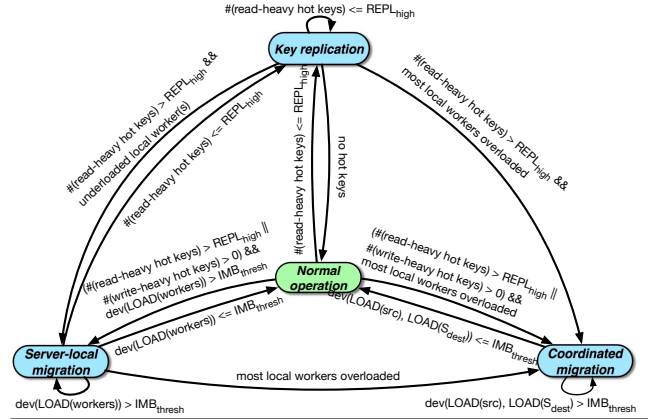 #(read-heavy hot keys) <= REPL_high
Key replication
#(read-heavy hot keys) > REPL_high &&
underloaded local worker(s)
#(read-heavy hot keys) <= REPL_high
#(read-heavy hot keys) <= REPL_high
no hot keys
#(read-heavy hot keys) > REPL_high &&
most local workers overloaded
(#(read-heavy hot keys) > REPL_high ||
#(write-heavy hot keys) > 0) &&
dev(LOAD(workers)) > IMB_thresh
Normal
operation
(#(read-heavy hot keys) > REPL_high ||
#(write-heavy hot keys) > 0) &&
most local workers overloaded
dev(LOAD(workers)) <= IMB_thresh
dev(LOAD(src), LOAD(S_dest)) <= IMB_thresh
Server-local
migration
Coordinated
migration
most local workers overloaded
dev(LOAD(workers)) > IMB_thresh
dev(LOAD(src), LOAD(S_dest)) > IMB_thresh